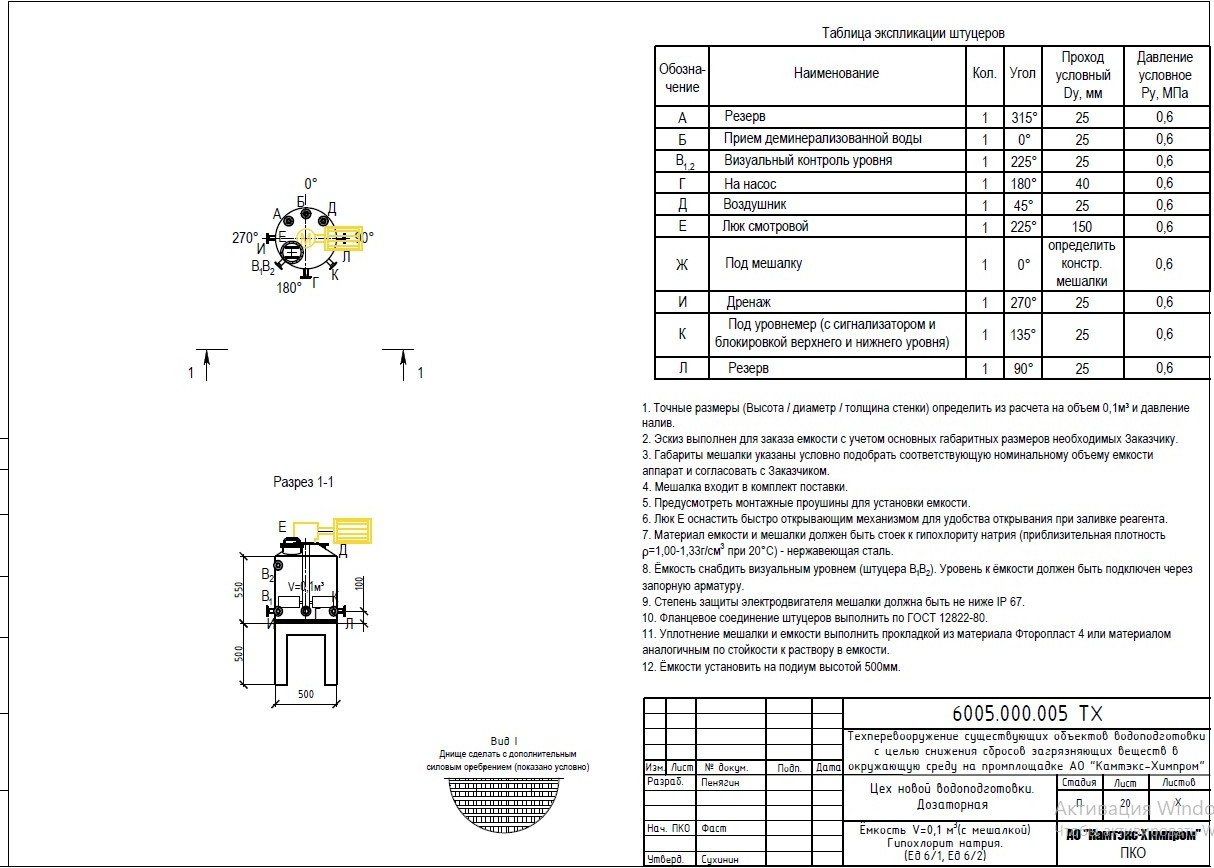 Таблица экспликации штуцеров
Обозна-
чение
Наименование
Кол.
Угол
Проход
условный
Dy, мм
Давление
условное
Ру, МПа
А Резерв 1 315° 25 0,6
Б Прием деминерализованной воды 1 0° 25 0,6
В1,2 Визуальный контроль уровня 1 225° 25 0,6
Г На насос 1 180° 40 0,6
Д Воздушник 1 45° 25 0,6
Е Люк смотровой 1 225° 150 0,6
Ж Под мешалку 1 0° определить
констр.
мешалки
0,6
И Дренаж 1 270° 25 0,6
К Под уровнемер (с сигнализатором и
блокировкой верхнего и нижнего уровня)
1 135° 25 0,6
Л Резерв 1 90° 25 0,6
0°
Б
А Д
270° Е М 90°
И Л
В1В2 К
180° Г
1 1
Разрез 1-1
Е
Д
В2
V=0,1м³
В1 К
И Л
550
100
500
500
Вид I
Днище сделать с дополнительным
силовым оребрением (показано условно)
1. Точные размеры (Высота / диаметр / толщина стенки) определить из расчета на объем 0,1м³ и давление
налив.
2. Эскиз выполнен для заказа емкости с учетом основных габаритных размеров необходимых Заказчику.
3. Габариты мешалки указаны условно подобрать соответствующую номинальному объему емкости
аппарат и согласовать с Заказчиком.
4. Мешалка входит в комплект поставки.
5. Предусмотреть монтажные проушины для установки емкости.
6. Люк Е оснастить быстро открывающим механизмом для удобства открывания при заливке реагента.
7. Материал емкости и мешалки должен быть стоек к гипохлориту натрия (приблизительная плотность
ρ=1,00-1,33г/см³ при 20°С) - нержавеющая сталь.
8. Ёмкость снабдить визуальным уровнем (штуцера В1В2). Уровень к ёмкости должен быть подключен через
запорную арматуру.
9. Степень защиты электродвигателя мешалки должна быть не ниже IP 67.
10. Фланцевое соединение штуцеров выполнить по ГОСТ 12822-80.
11. Уплотнение мешалки и емкости выполнить прокладкой из материала Фторопласт 4 или материалом
аналогичным по стойкости к раствору в емкости.
12. Ёмкости установить на подиум высотой 500мм.
6005.000.005 ТХ
Техперевооружение существующих объектов водоподготовки
с целью снижения сбросов загрязняющих веществ в
окружающую среду на промплощадке АО "Камтэкс-Химпром"
Изм. Лист № докум. Подп. Дата
Разраб. Пенягин
Нач. ПКО Фаст
Утверд. Сухинин
Цех новой водоподготовки.
Дозаторная
Стадия Лист Листов
П 20 X
Ёмкость V=0,1 м³(с мешалкой)
Гипохлорит натрия.
(Ед 6/1, Ед 6/2)
АО "Камтэкс-Химпром"
ПКО
Активация Windo